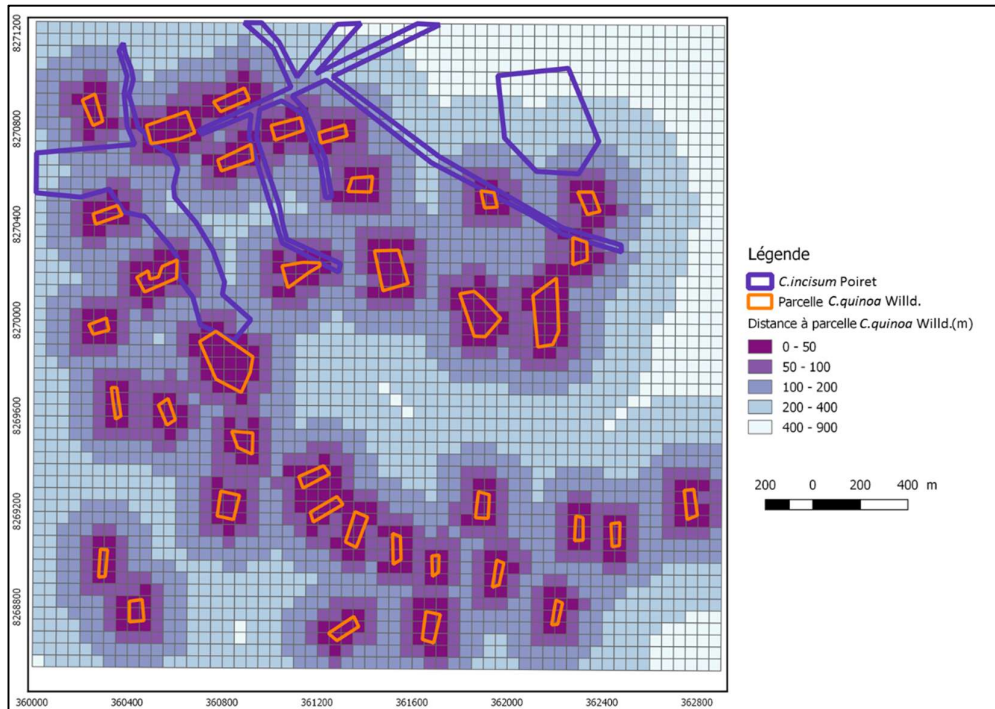 8271200
8270800
8270400
8270000
8269600
8269200
8268800
360000 360400 360800 361200 361600 362000 362400 362800
Légende
C.incisum Poiret
Parcelle C.quinoa Willd.
Distance à parcelle C.quinoa Willd.(m)
0 - 50
50 - 100
100 - 200
200 - 400
400 - 900
200 0 200 400 m